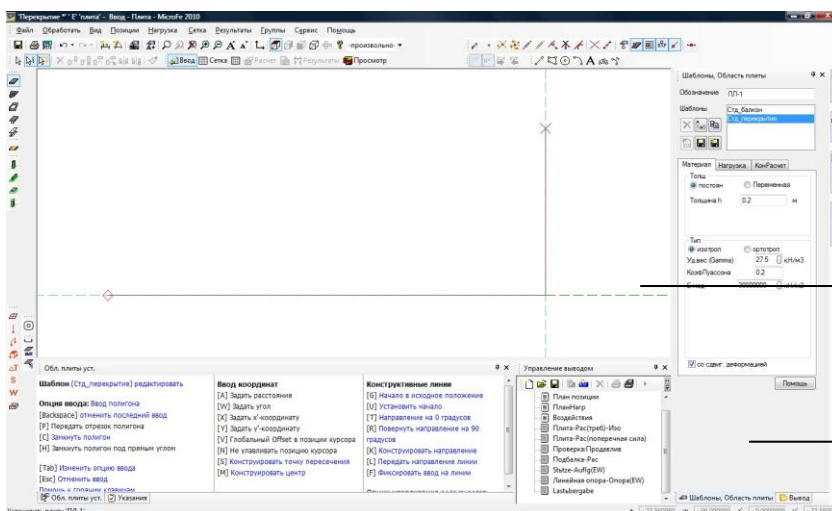 "Перекрытие *" 'E' 'плита' - Ввод - Плита - MicroFe 2010
Файл Обработать Вид Позиции Нагрузка Сетка Результаты Группы Сервис Помощь
-произвольно-
Ввод Сетка Расчет Результаты Просмотр
Шаблоны, Область плиты
Обозначение ПЛ-1
Шаблоны Стд_балкон
Стд_перекрытие
Материал Нагрузка КонРасчет
Толщ
постоян Переменная
Толщина h 0.2 м
Тип
изотроп ортотроп
Уд.вес (Gamma) 27.5 кН/м3
КоэфПуассона 0.2
со сдвиг. деформацией
Помощь
Обл. плиты уст.
Шаблон (Стд_перекрытие) редактировать
Опция ввода: Ввод полигона
[Backspace] отменить последний ввод
[P] Передать отрезок полигона
[C] Замкнуть полигон
[H] Замкнуть полигон под прямым углом
[Tab] Изменить опцию ввода
[Esc] Отменить ввод
Помощь к горячим клавишам
Ввод координат
[A] Задать расстояние
[W] Задать угол
[X] Задать x'-координату
[Y] Задать y'-координату
[V] Глобальный Offset в позиции курсора
[N] Не улавливать позицию курсора
[S] Конструировать точку пересечения
[M] Конструировать центр
Конструктивные линии
[G] Начало в исходное положение
[U] Установить начало
[T] Направление на 0 градусов
[R] Повернуть направление на 90
градусов
[K] Конструировать направление
[L] Передать направление линии
[F] Фиксировать ввод на линии
Управление выводом
План позиции
ПланНагр
Воздействия
Плита-Рас(треб)-Изо
Плита-Рас(поперечная сила)
Проверка:Продавлив
Подбалка-Рас
Stutze-Auflg(EW)
Линейная опора-Опора(EW)
Lastubergabe
Обл. плиты уст. Указания
Шаблоны, Область плиты Вывод